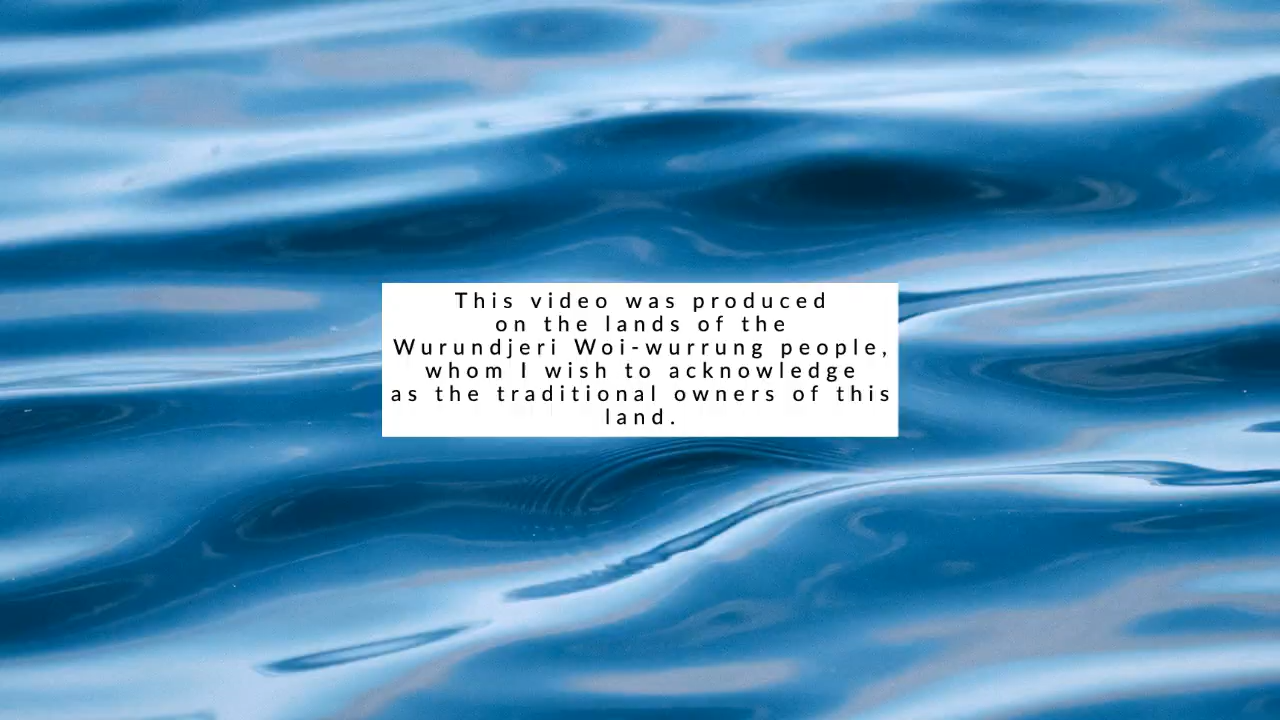 This video was produced
on the lands of the
Wurundjeri Woi-wurrung people,
whom I wish to acknowledge
as the traditional owners of this
land.